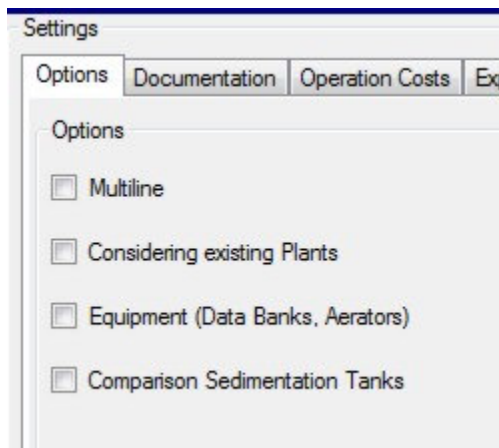 Settings
Options Documentation Operation Costs
Options
Multiline
Considering existing Plants
Equipment (Data Banks, Aerators)
Comparison Sedimentation Tanks